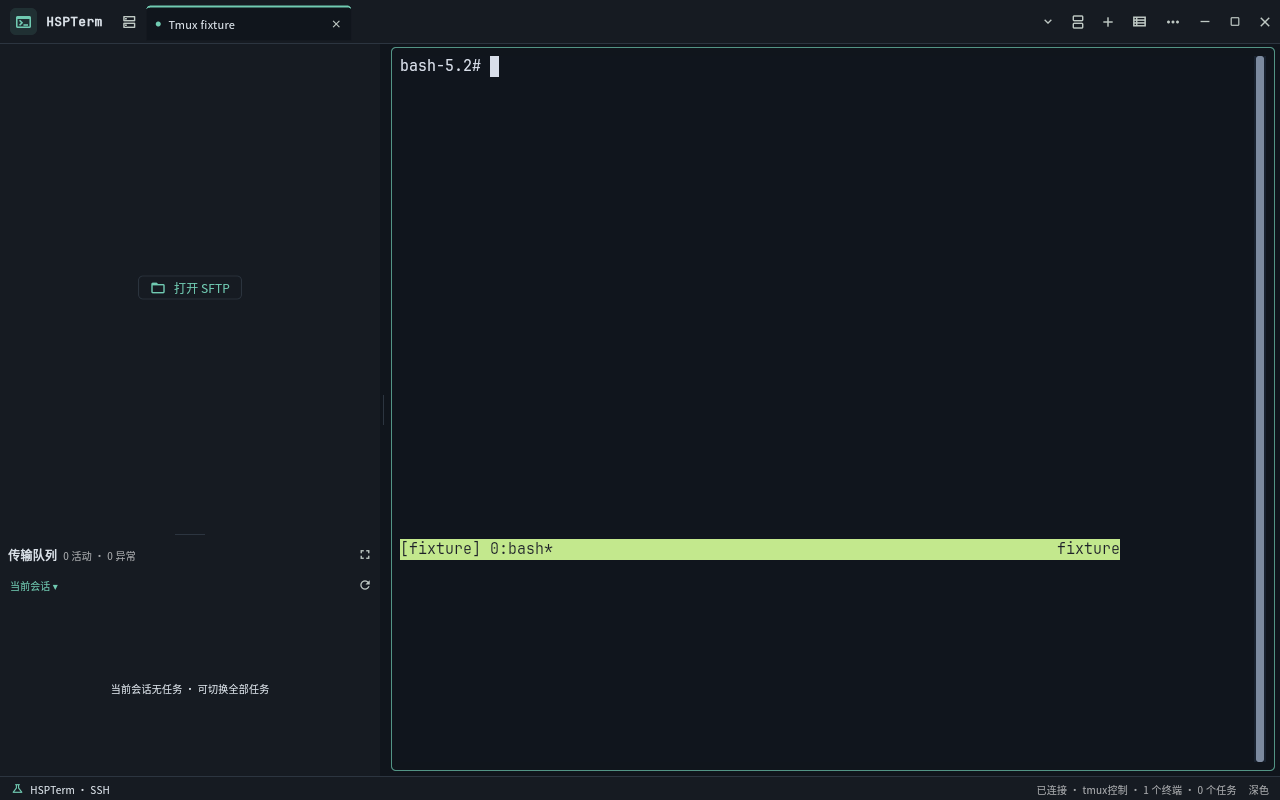 HSPTerm
Tmux fixture
bash-5.2#
打开 SFTP
[fixture] 0:bash* fixture
传输队列 0 活动 · 0 异常
当前会话 ▾
当前会话无任务 · 可切换全部任务
HSPTerm · SSH
已连接 · tmux控制 · 1 个终端 · 0 个任务 深色